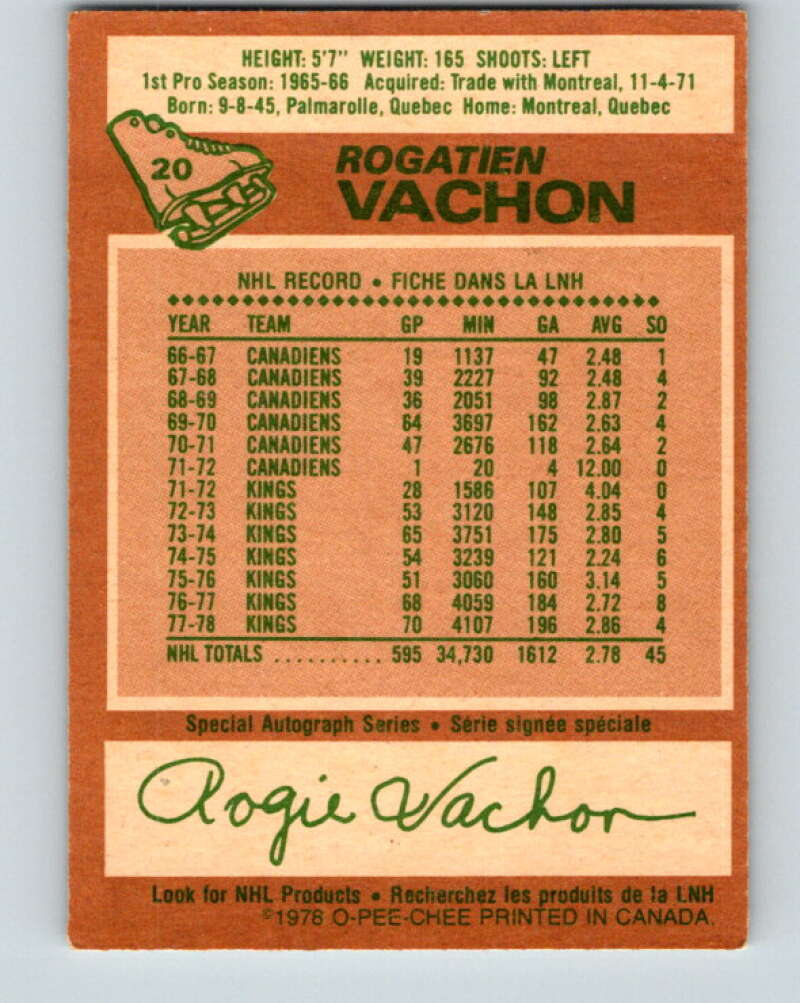 HEIGHT: 5'7" WEIGHT: 165 SHOOTS: LEFT
1st Pro Season: 1965-66 Acquired: Trade with Montreal, 11-4-71
Born: 9-8-45, Palmarolle, Quebec Home: Montreal, Quebec
20
ROGATIEN
VACHON
NHL RECORD • FICHE DANS LA LNH
YEAR TEAM GP MIN GA AVG SO
66-67 CANADIENS 19 1137 47 2.48 1
67-68 CANADIENS 39 2227 92 2.48 4
68-69 CANADIENS 36 2051 98 2.87 2
69-70 CANADIENS 64 3697 162 2.63 4
70-71 CANADIENS 47 2676 118 2.64 2
71-72 CANADIENS 1 20 4 12.00 0
71-72 KINGS 28 1586 107 4.04 0
72-73 KINGS 53 3120 148 2.85 4
73-74 KINGS 65 3751 175 2.80 5
74-75 KINGS 54 3239 121 2.24 6
75-76 KINGS 51 3060 160 3.14 5
76-77 KINGS 68 4059 184 2.72 8
77-78 KINGS 70 4107 196 2.86 4
NHL TOTALS .......... 595 34,730 1612 2.78 45
Special Autograph Series • Série signée spéciale
Rogie Vachon
Look for NHL Products • Recherchez les produits de la LNH
©1978 O-PEE-CHEE PRINTED IN CANADA.